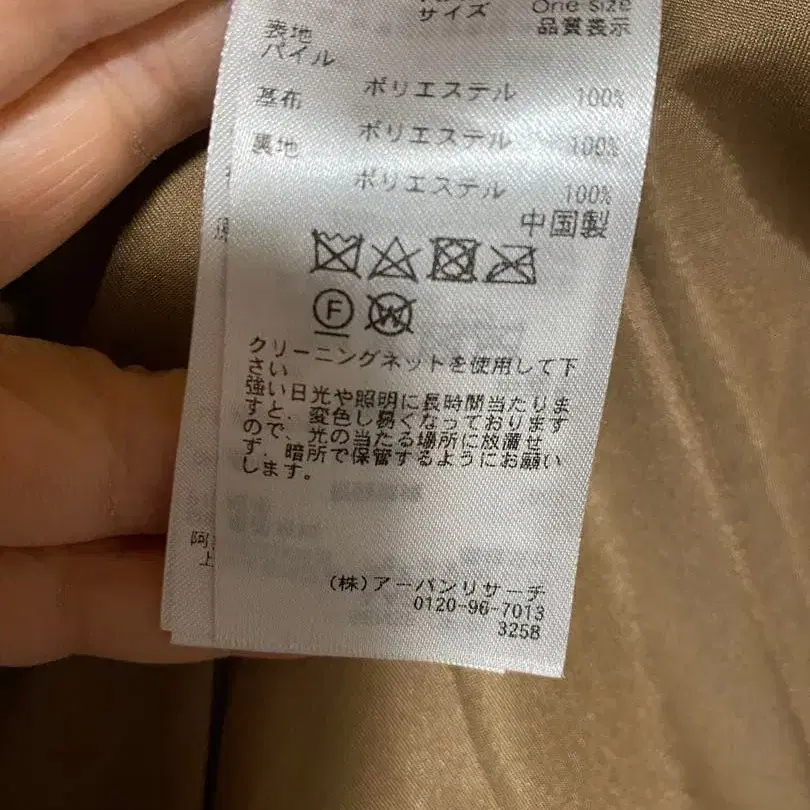 サイズ One size
品質表示
表地
パイル
ポリエステル 100%
基布
ポリエステル 100%
裏地
ポリエステル 100%
中国製
F
W
クリーニングネットを使用して下
さい
強い日光や照明に長時間当たりま
すと、変色し易くなっております
ので、光の当たる場所に放置せ
ず、暗所で保管するようにお願い
します。
阿
上
(株)アーバンリサーチ
0120-96-7013
3258